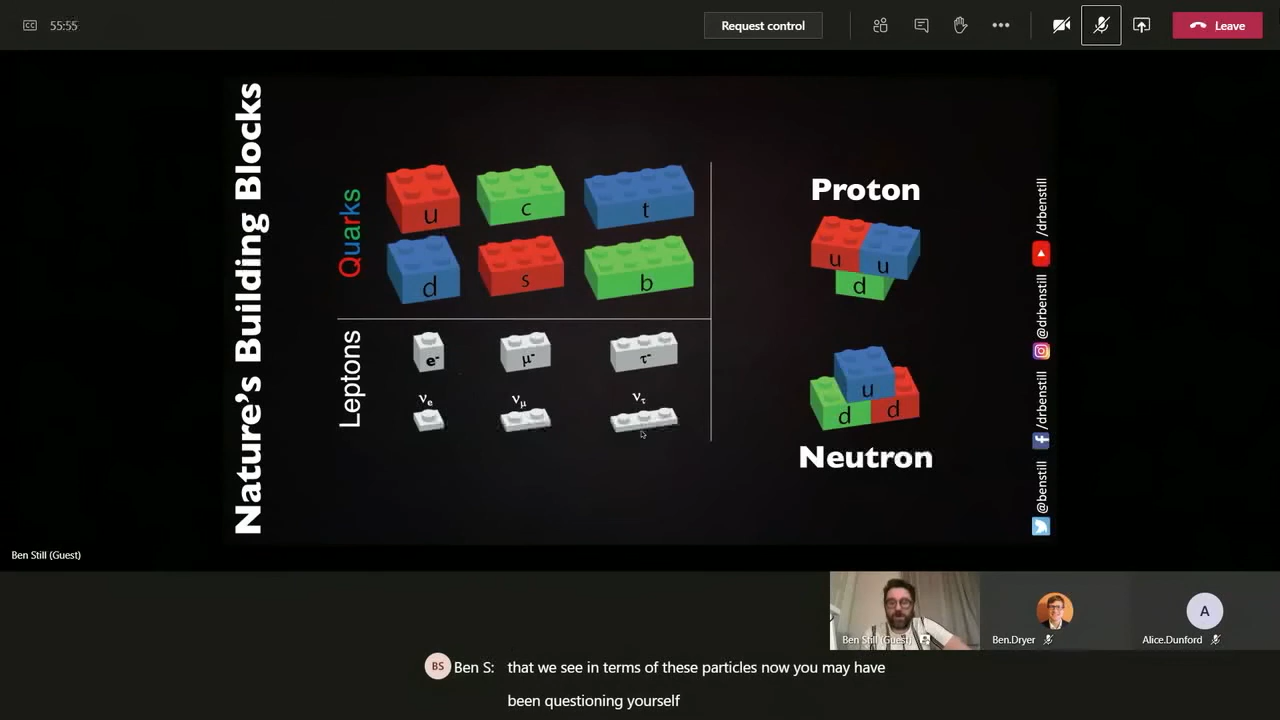 CC
55:55
Request control
Leave
Nature's Building Blocks
Quarks
u
c
t
d
s
b
Leptons
e-
μ-
τ-
νe
νμ
ντ
Proton
u
u
d
u
d
d
Neutron
/drbenstill
@drbenstill
/drbenstill
@benstill
Ben Still (Guest)
Ben Still (Guest)
Ben.Dryer
A
Alice.Dunford
BS
Ben S: that we see in terms of these particles now you may have
been questioning yourself